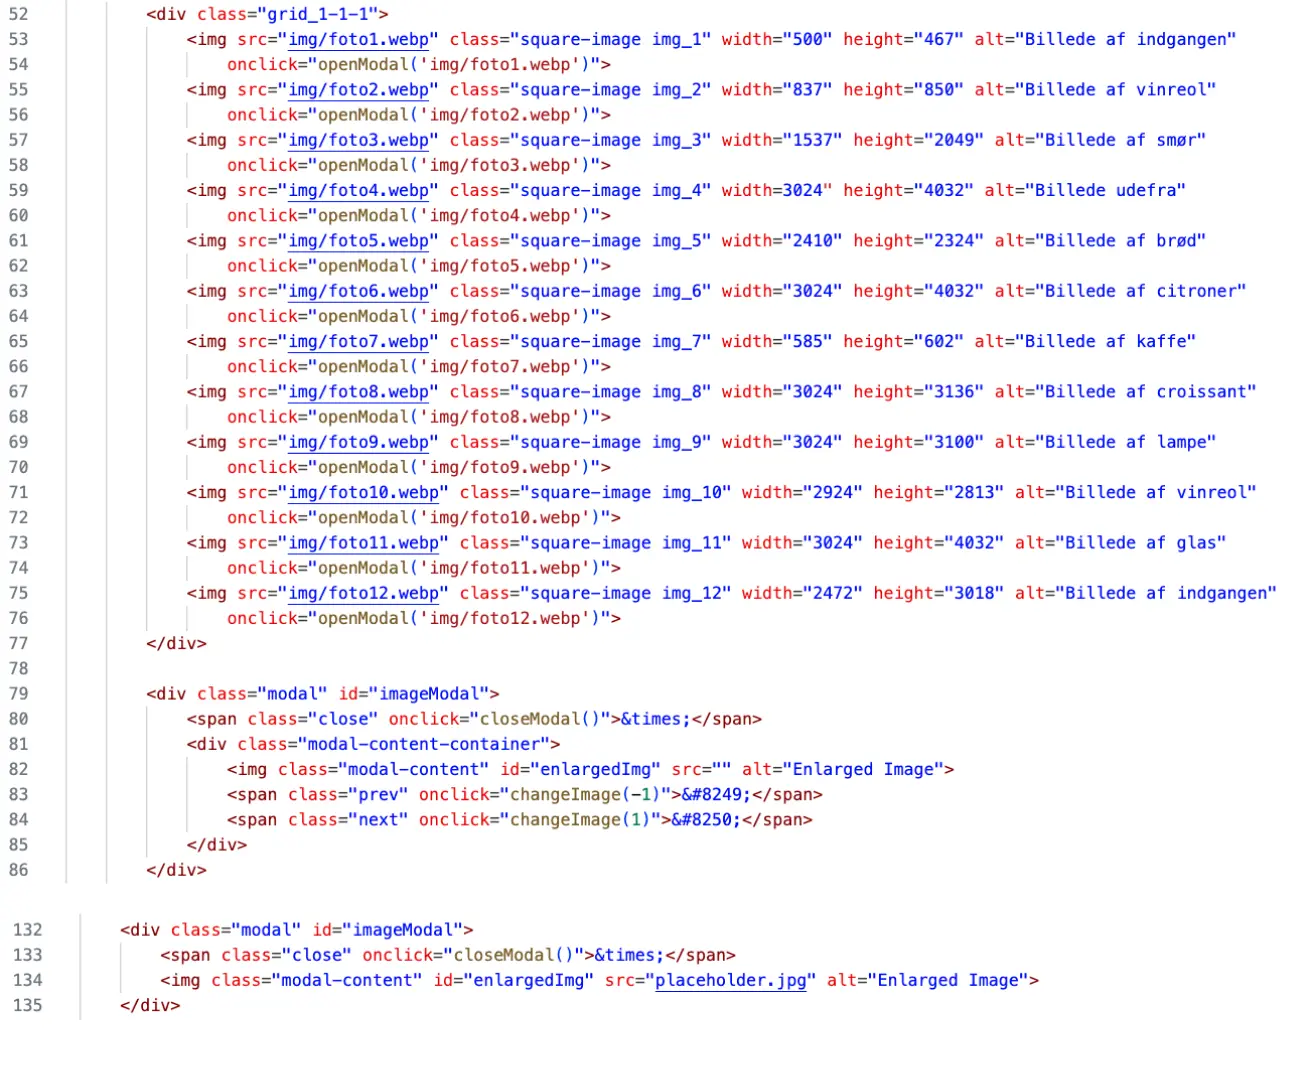 52 <div class="grid_1-1-1">
53 <img src="img/foto1.webp" class="square-image img_1" width="500" height="467" alt="Billede af indgangen"
54 onclick="openModal('img/foto1.webp')">
55 <img src="img/foto2.webp" class="square-image img_2" width="837" height="850" alt="Billede af vinreol"
56 onclick="openModal('img/foto2.webp')">
57 <img src="img/foto3.webp" class="square-image img_3" width="1537" height="2049" alt="Billede af smør"
58 onclick="openModal('img/foto3.webp')">
59 <img src="img/foto4.webp" class="square-image img_4" width=3024" height="4032" alt="Billede udefra"
60 onclick="openModal('img/foto4.webp')">
61 <img src="img/foto5.webp" class="square-image img_5" width="2410" height="2324" alt="Billede af brød"
62 onclick="openModal('img/foto5.webp')">
63 <img src="img/foto6.webp" class="square-image img_6" width="3024" height="4032" alt="Billede af citroner"
64 onclick="openModal('img/foto6.webp')">
65 <img src="img/foto7.webp" class="square-image img_7" width="585" height="602" alt="Billede af kaffe"
66 onclick="openModal('img/foto7.webp')">
67 <img src="img/foto8.webp" class="square-image img_8" width="3024" height="3136" alt="Billede af croissant"
68 onclick="openModal('img/foto8.webp')">
69 <img src="img/foto9.webp" class="square-image img_9" width="3024" height="3100" alt="Billede af lampe"
70 onclick="openModal('img/foto9.webp')">
71 <img src="img/foto10.webp" class="square-image img_10" width="2924" height="2813" alt="Billede af vinreol"
72 onclick="openModal('img/foto10.webp')">
73 <img src="img/foto11.webp" class="square-image img_11" width="3024" height="4032" alt="Billede af glas"
74 onclick="openModal('img/foto11.webp')">
75 <img src="img/foto12.webp" class="square-image img_12" width="2472" height="3018" alt="Billede af indgangen"
76 onclick="openModal('img/foto12.webp')">
77 </div>
78
79 <div class="modal" id="imageModal">
80 <span class="close" onclick="closeModal()">&times;</span>
81 <div class="modal-content-container">
82 <img class="modal-content" id="enlargedImg" src="" alt="Enlarged Image">
83 <span class="prev" onclick="changeImage(-1)">&#8249;</span>
84 <span class="next" onclick="changeImage(1)">&#8250;</span>
85 </div>
86 </div>
132 <div class="modal" id="imageModal">
133 <span class="close" onclick="closeModal()">&times;</span>
134 <img class="modal-content" id="enlargedImg" src="placeholder.jpg" alt="Enlarged Image">
135 </div>